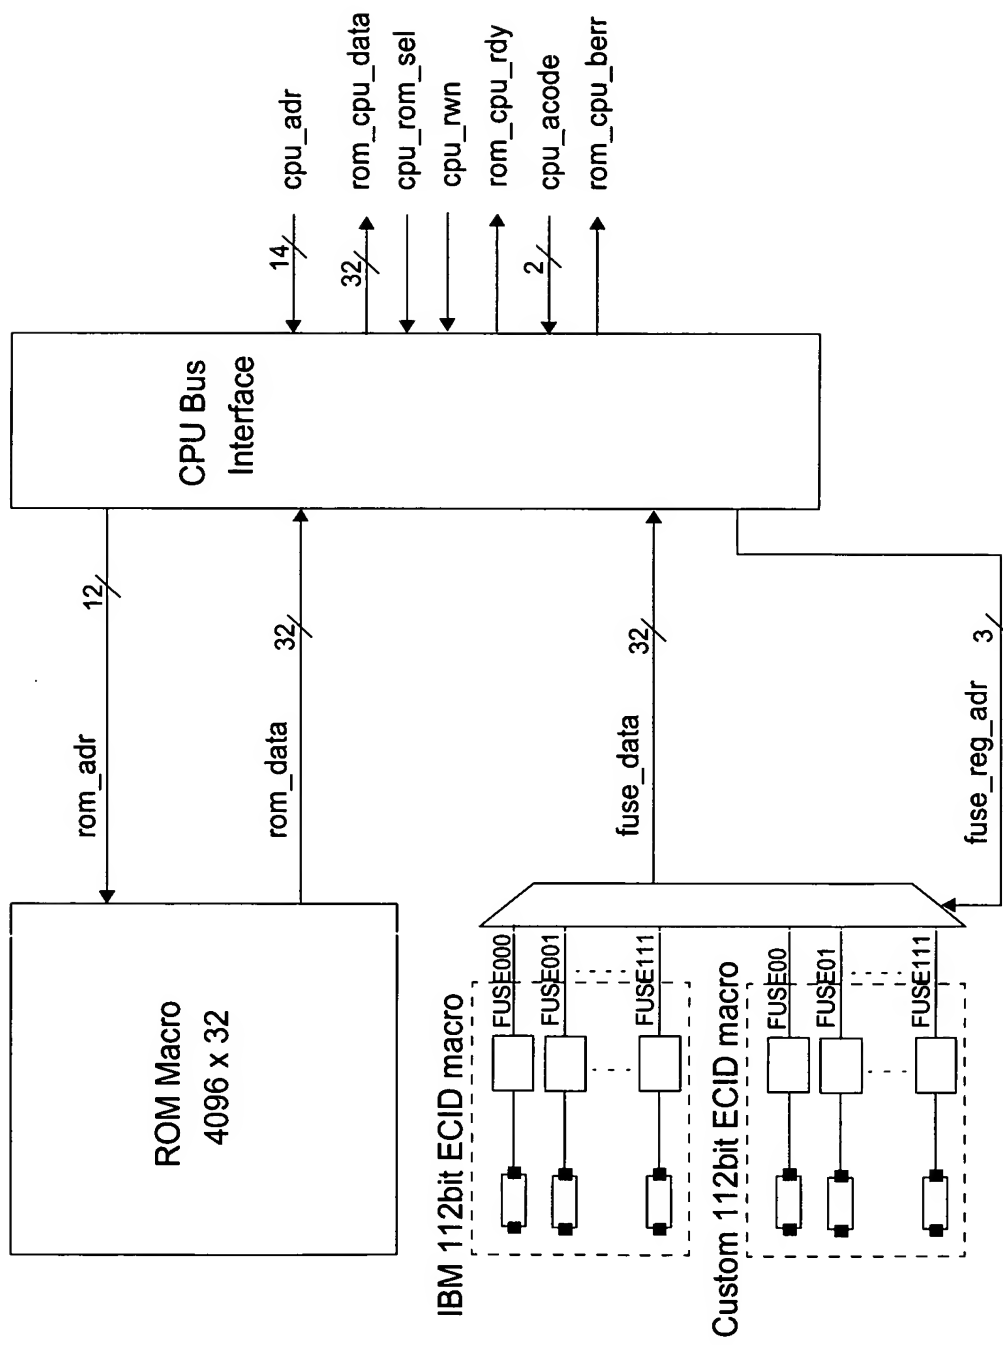 ROM Macro
4096 x 32
rom_adr
12
rom_data
32
CPU Bus
Interface
14
cpu_adr
32
rom_cpu_data
cpu_rom_sel
cpu_rwn
rom_cpu_rdy
2
cpu_acode
rom_cpu_berr
IBM 112bit ECID macro
FUSE000
FUSE001
FUSE111
fuse_data
32
Custom 112bit ECID macro
FUSE00
FUSE01
FUSE111
fuse_reg_adr
3